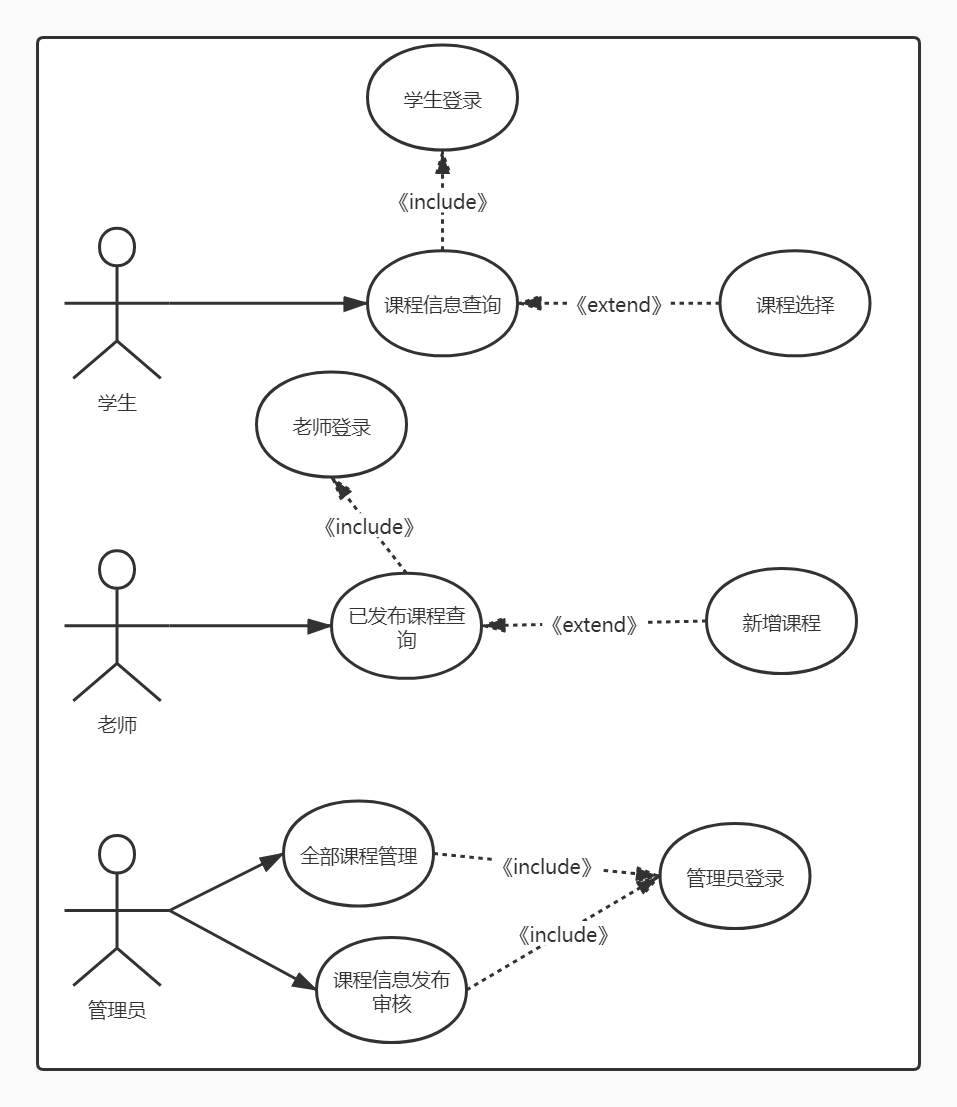 学生登录
《include》
课程信息查询
《extend》
课程选择
学生
老师登录
《include》
已发布课程查
询
《extend》
新增课程
老师
全部课程管理
《include》
管理员登录
《include》
课程信息发布
审核
管理员